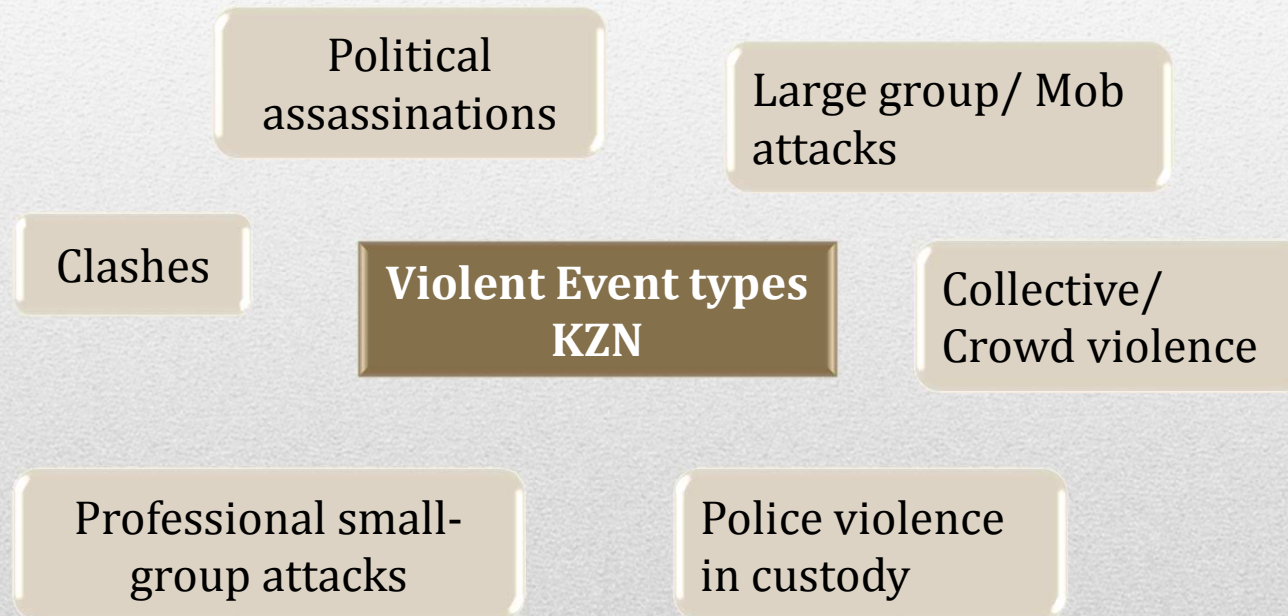 Political
assassinations
Large group/ Mob
attacks
Clashes
Violent Event types
KZN
Collective/
Crowd violence
Professional small-
group attacks
Police violence
in custody